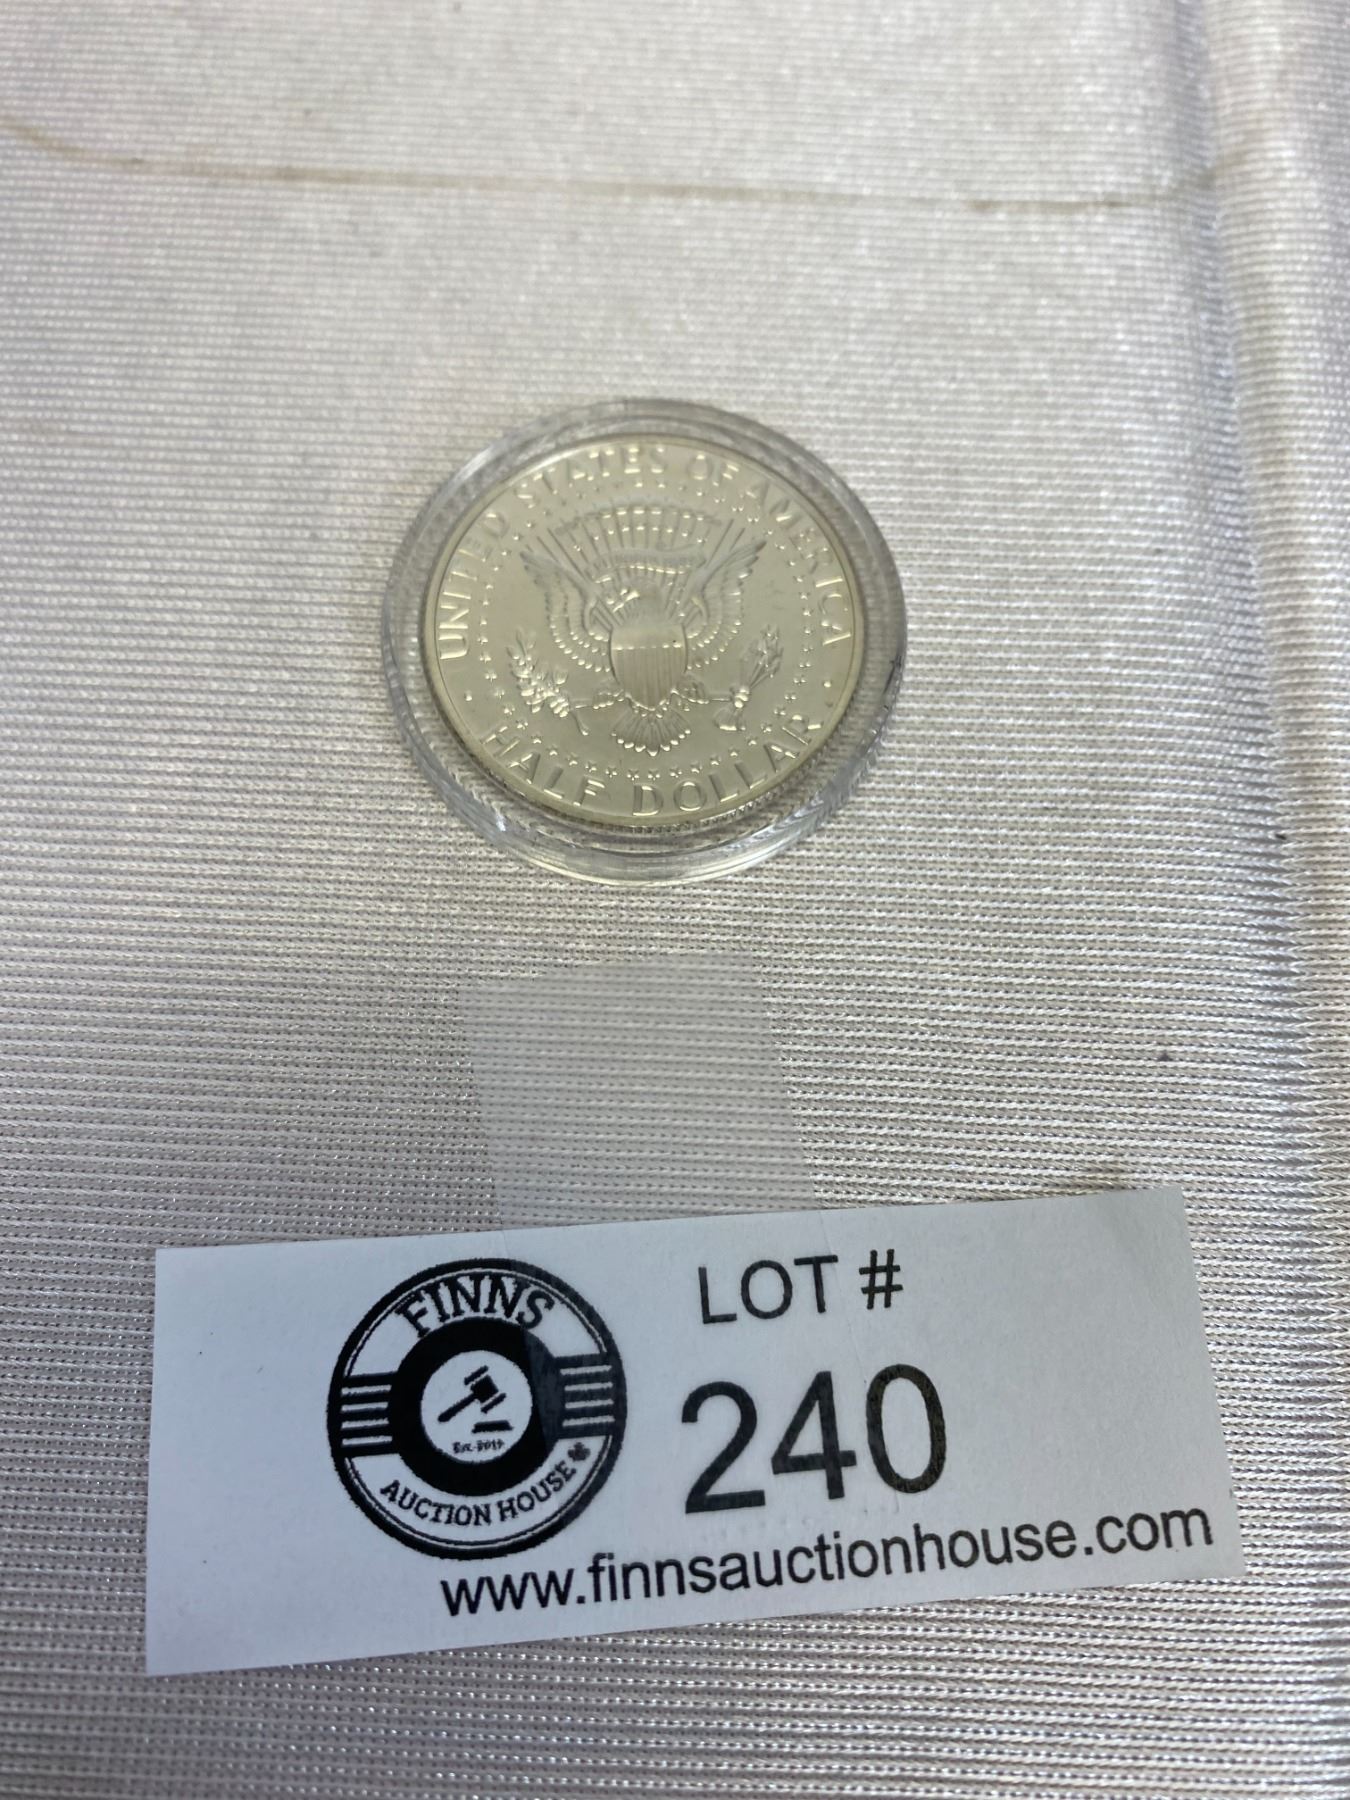 UNITED STATES OF AMERICA
HALF DOLLAR
FINNS
AUCTION HOUSE
LOT #
240
www.finnsauctionhouse.com